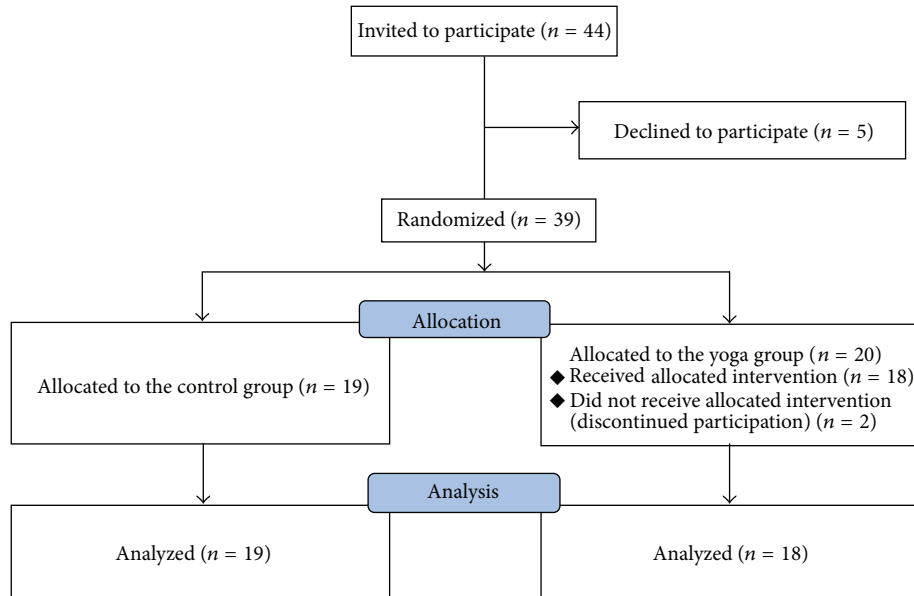 Invited to participate (n = 44)
Declined to participate (n = 5)
Randomized (n = 39)
Allocation
Allocated to the control group (n = 19)
Allocated to the yoga group (n = 20)
◆ Received allocated intervention (n = 18)
◆ Did not receive allocated intervention
(discontinued participation) (n = 2)
Analysis
Analyzed (n = 19)
Analyzed (n = 18)